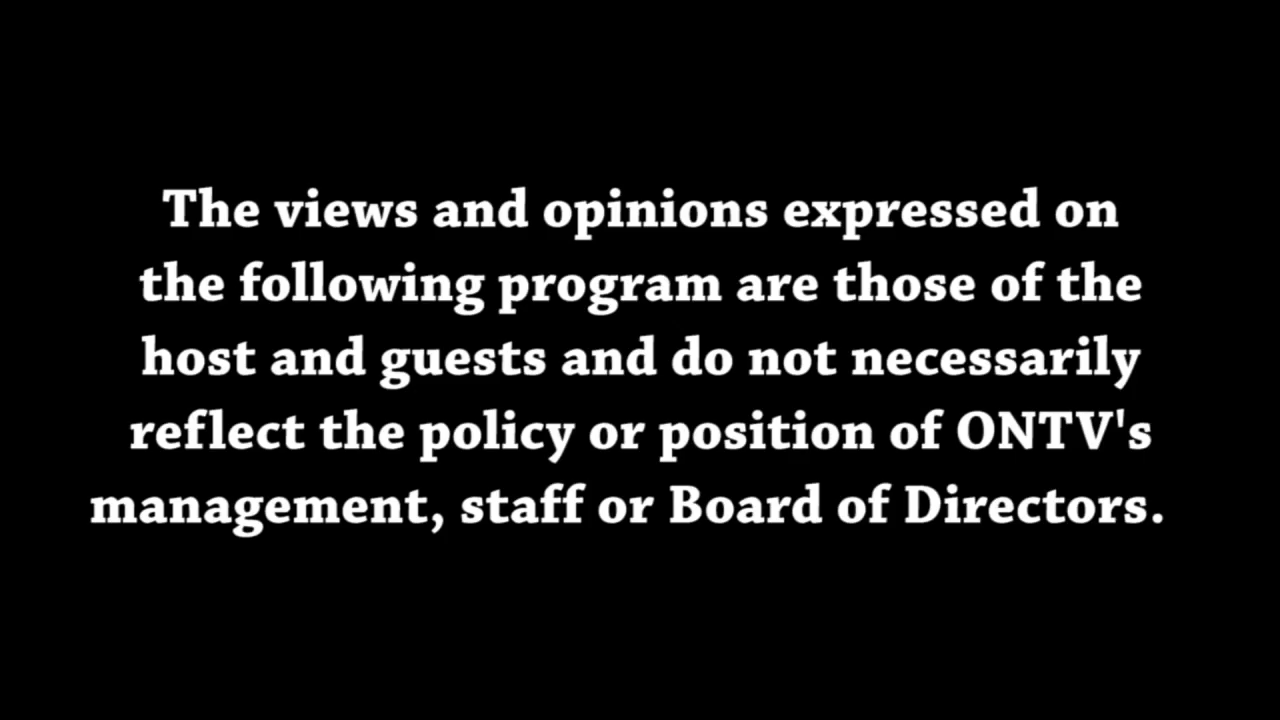 The views and opinions expressed on
the following program are those of the
host and guests and do not necessarily
reflect the policy or position of ONTV's
management, staff or Board of Directors.